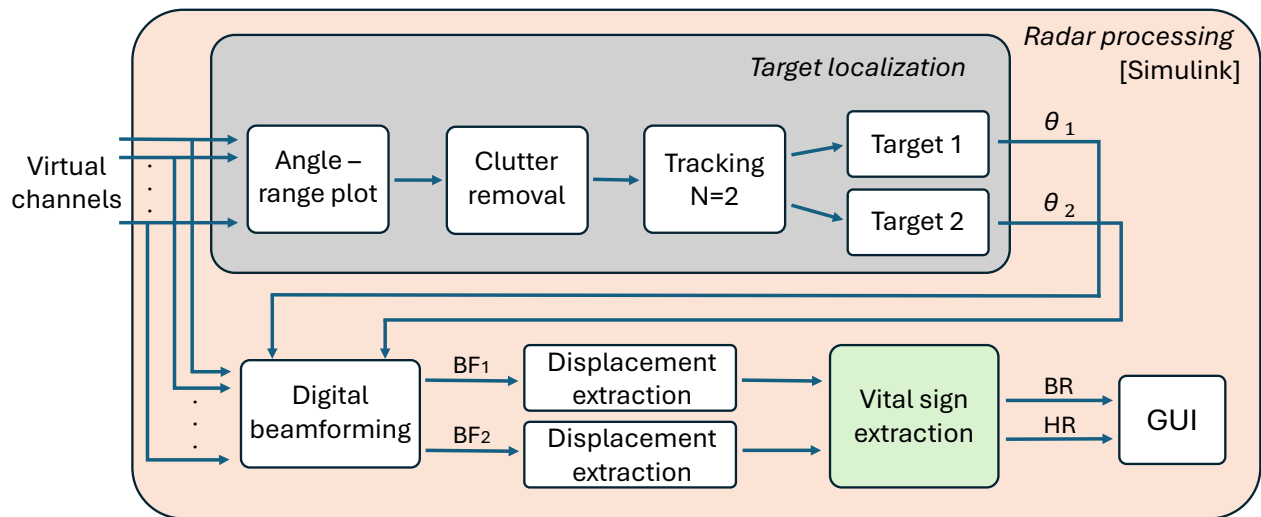 Radar processing
[Simulink]
Target localization
Virtual
channels
Angle –
range plot
Clutter
removal
Tracking
N=2
Target 1
Target 2
θ 1
θ 2
Digital
beamforming
BF1
BF2
Displacement
extraction
Displacement
extraction
Vital sign
extraction
BR
HR
GUI